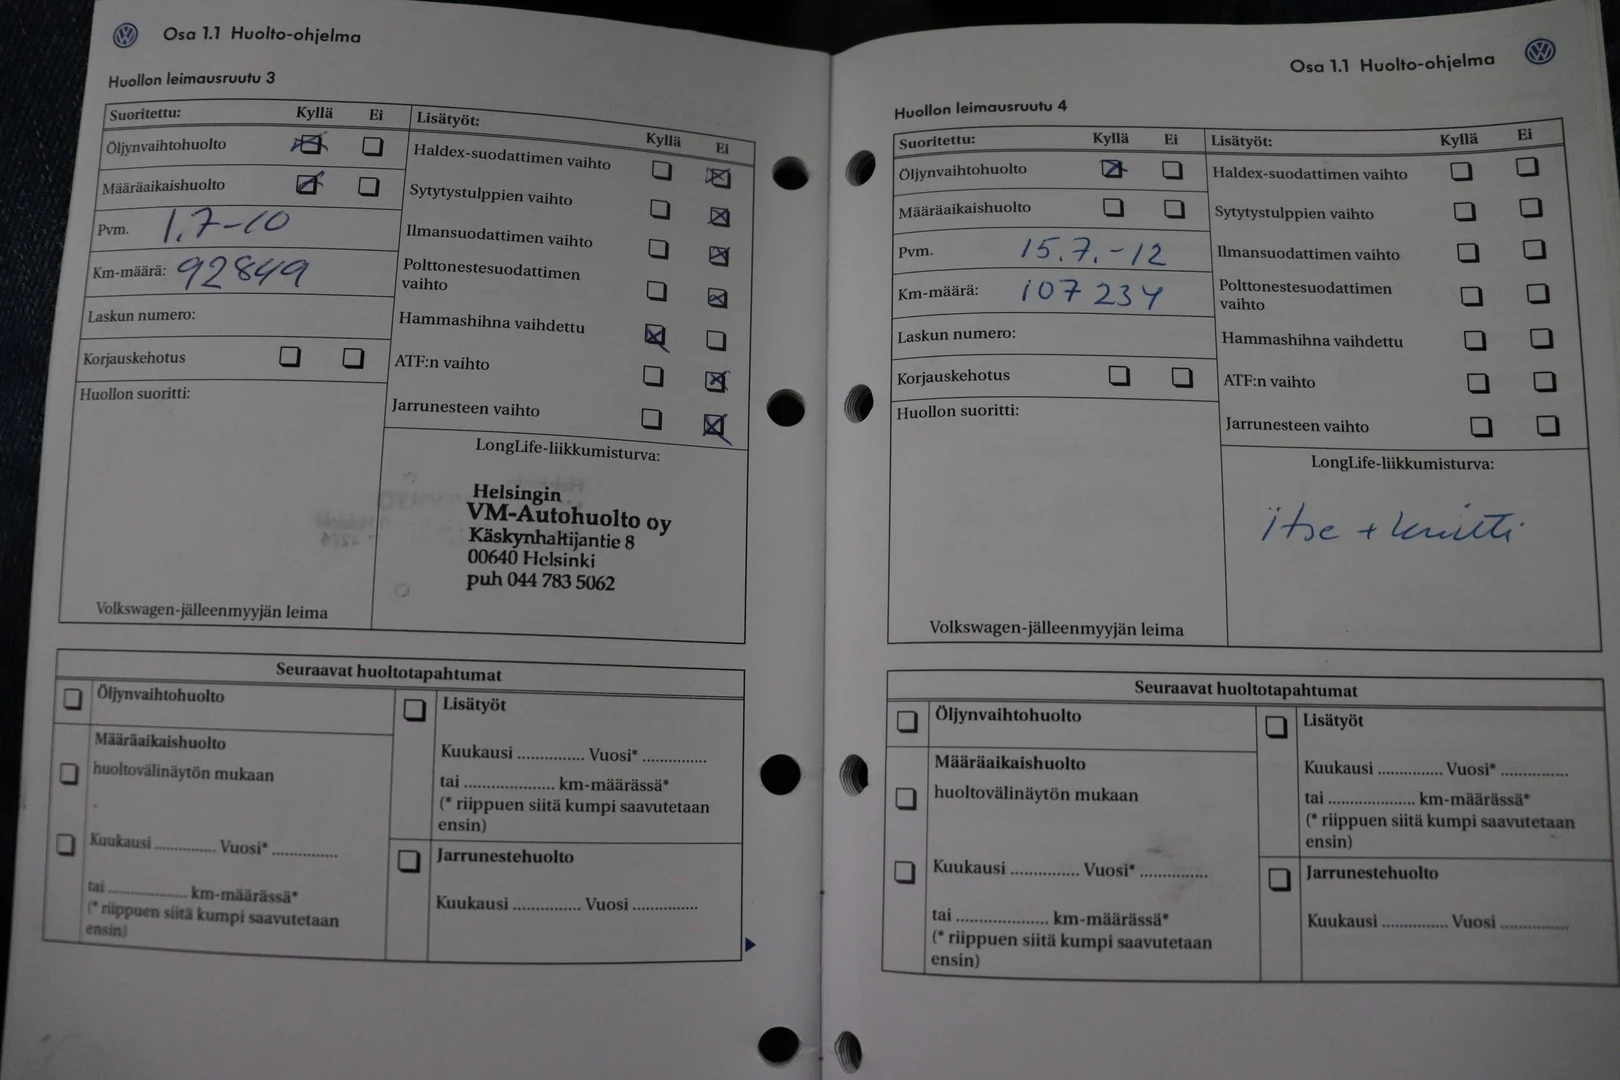 Osa 1.1 Huolto-ohjelma
Huollon leimausruutu 3
Suoritettu: Kyllä Ei
Öljynvaihtohuolto
Määräaikaishuolto
Pvm. 1.7-10
Km-määrä: 92849
Laskun numero:
Korjauskehotus
Huollon suoritti:
Volkswagen-jälleenmyyjän leima
Lisätyöt: Kyllä Ei
Haldex-suodattimen vaihto
Sytytystulppien vaihto
Ilmansuodattimen vaihto
Polttonestesuodattimen
vaihto
Hammashihna vaihdettu
ATF:n vaihto
Jarrunesteen vaihto
LongLife-liikkumisturva:
Helsingin
VM-Autohuolto oy
Käskynhaltijantie 8
00640 Helsinki
puh 044 783 5062
Seuraavat huoltotapahtumat
Öljynvaihtohuolto
Määräaikaishuolto
huoltovälinäytön mukaan
Kuukausi .............. Vuosi* ...............
tai .................. km-määrässä*
(* riippuen siitä kumpi saavutetaan
ensin)
Lisätyöt
Kuukausi ............... Vuosi* ..............
tai .................... km-määrässä*
(* riippuen siitä kumpi saavutetaan
ensin)
Jarrunestehuolto
Kuukausi ............... Vuosi ..............
Osa 1.1 Huolto-ohjelma
Huollon leimausruutu 4
Suoritettu: Kyllä Ei
Öljynvaihtohuolto
Määräaikaishuolto
Pvm. 15.7.-12
Km-määrä: 107 234
Laskun numero:
Korjauskehotus
Huollon suoritti:
Volkswagen-jälleenmyyjän leima
Lisätyöt: Kyllä Ei
Haldex-suodattimen vaihto
Sytytystulppien vaihto
Ilmansuodattimen vaihto
Polttonestesuodattimen
vaihto
Hammashihna vaihdettu
ATF:n vaihto
Jarrunesteen vaihto
LongLife-liikkumisturva:
itse + kuitti
Seuraavat huoltotapahtumat
Öljynvaihtohuolto
Määräaikaishuolto
huoltovälinäytön mukaan
Kuukausi ............... Vuosi* ...............
tai .................... km-määrässä*
(* riippuen siitä kumpi saavutetaan
ensin)
Lisätyöt
Kuukausi .............. Vuosi* ...............
tai .................... km-määrässä*
(* riippuen siitä kumpi saavutetaan
ensin)
Jarrunestehuolto
Kuukausi ............... Vuosi ...............